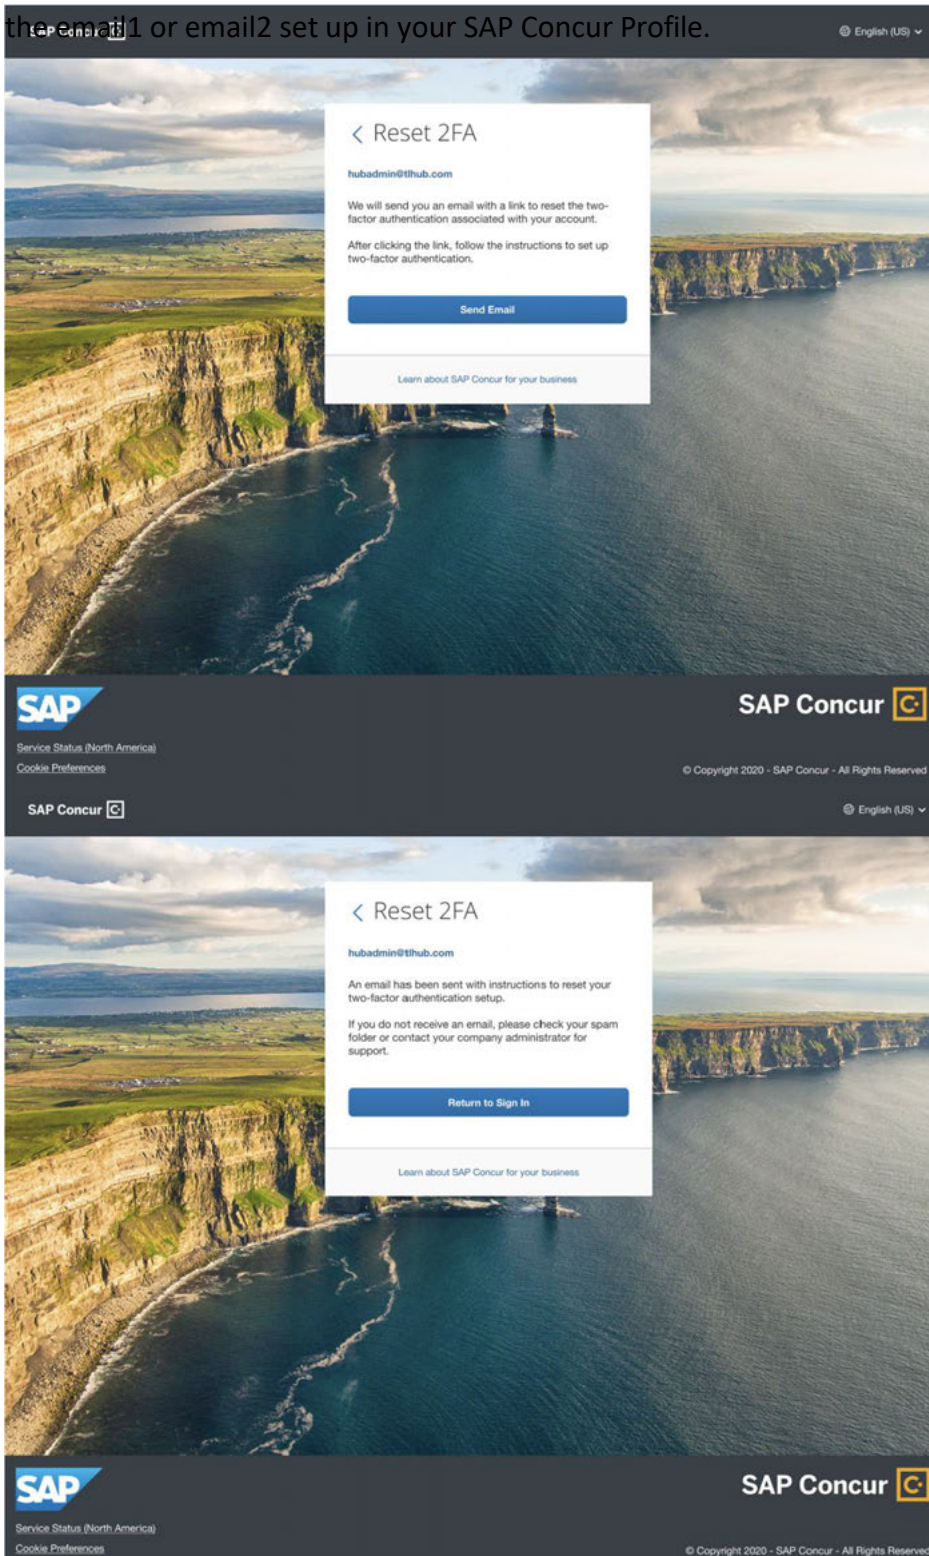 the email1 or email2 set up in your SAP Concur Profile.
SAP Concur
English (US)
Reset 2FA
hubadmin@tlhub.com
We will send you an email with a link to reset the two-
factor authentication associated with your account.
After clicking the link, follow the instructions to set up
two-factor authentication.
Send Email
Learn about SAP Concur for your business
SAP
SAP Concur C
Service Status (North America)
Cookie Preferences
© Copyright 2020 - SAP Concur - All Rights Reserved
SAP Concur C
English (US)
Reset 2FA
hubadmin@tlhub.com
An email has been sent with instructions to reset your
two-factor authentication setup.
If you do not receive an email, please check your spam
folder or contact your company administrator for
support.
Return to Sign In
Learn about SAP Concur for your business
SAP
SAP Concur C
Service Status (North America)
Cookie Preferences
© Copyright 2020 - SAP Concur - All Rights Reserved